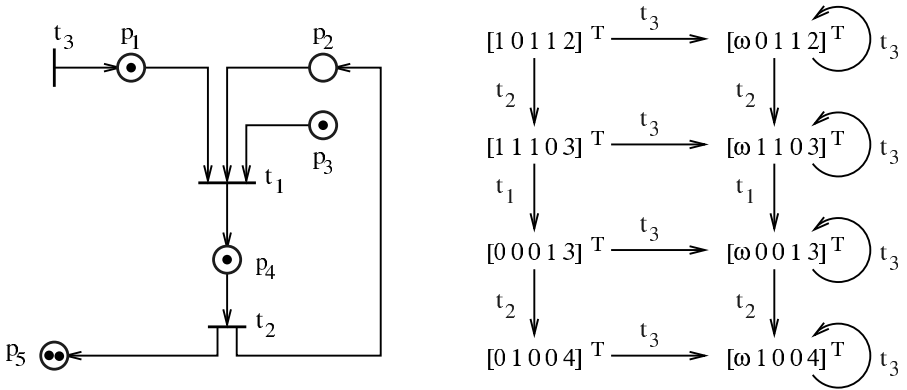 t3 p1 p2
p3
t1
p4
t2
p5
[1 0 1 1 2] T t3 [ω 0 1 1 2] T t3
t2 t2
[1 1 1 0 3] T t3 [ω 1 1 0 3] T t3
t1 t1
[0 0 0 1 3] T t3 [ω 0 0 1 3] T t3
t2 t2
[0 1 0 0 4] T t3 [ω 1 0 0 4] T t3